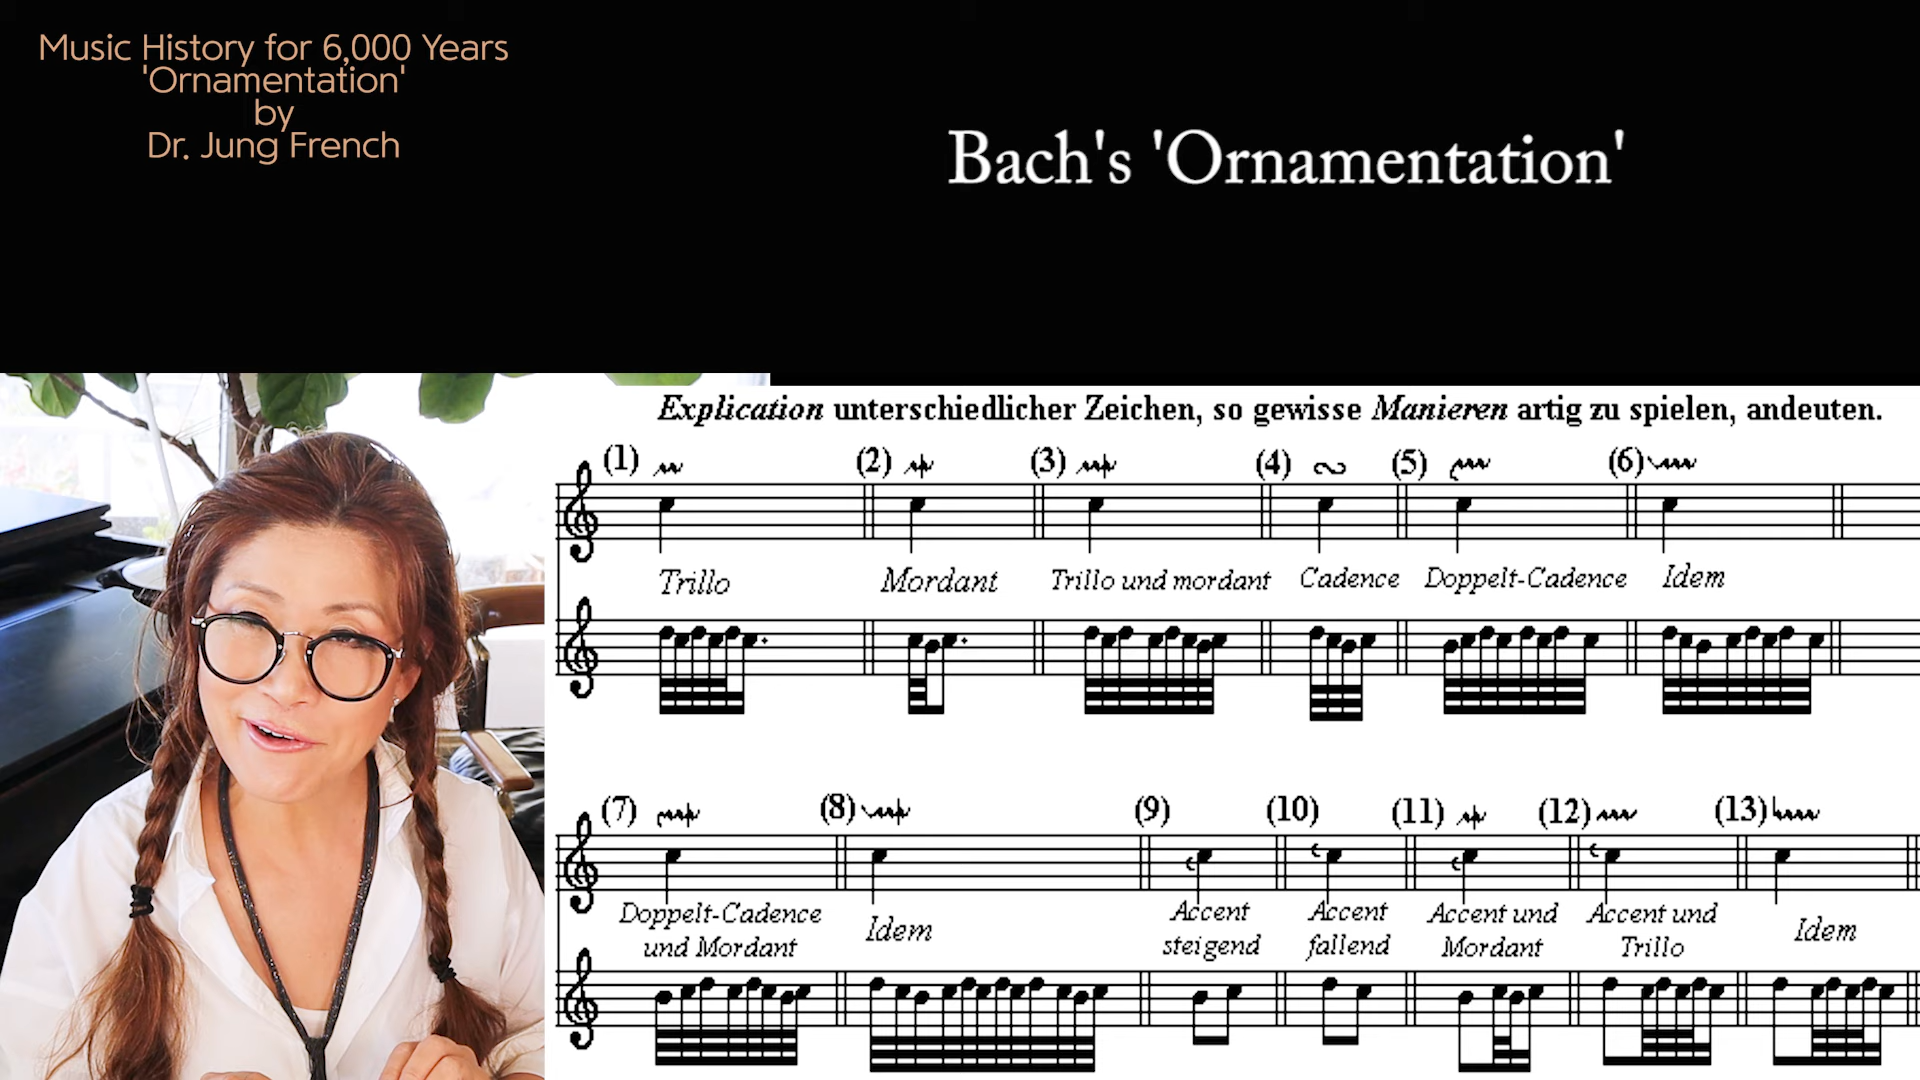 Music History for 6,000 Years
'Ornamentation'
by
Dr. Jung French
Bach's 'Ornamentation'
Explication unterschiedlicher Zeichen, so gewisse Manieren artig zu spielen, andeuten.
(1) (2) (3) (4) (5) (6)
Trillo Mordant Trillo und mordant Cadence Doppelt-Cadence Idem
(7) (8) (9) (10) (11) (12) (13)
Doppelt-Cadence und Mordant
Idem
Accent steigend
Accent fallend
Accent und Mordant
Accent und Trillo
Idem